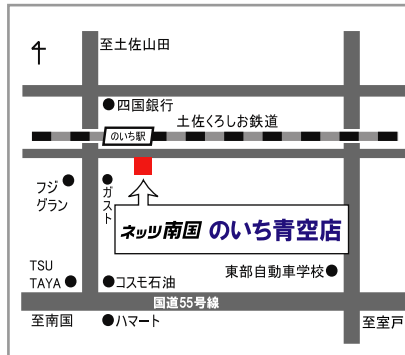 至土佐山田
四国銀行
土佐くろしお鉄道
のいち駅
フジ
グラン
ガスト
ネッツ南国 のいち青空店
TSU
TAYA
コスモ石油
東部自動車学校
国道55号線
至南国
ハマート
至室戸